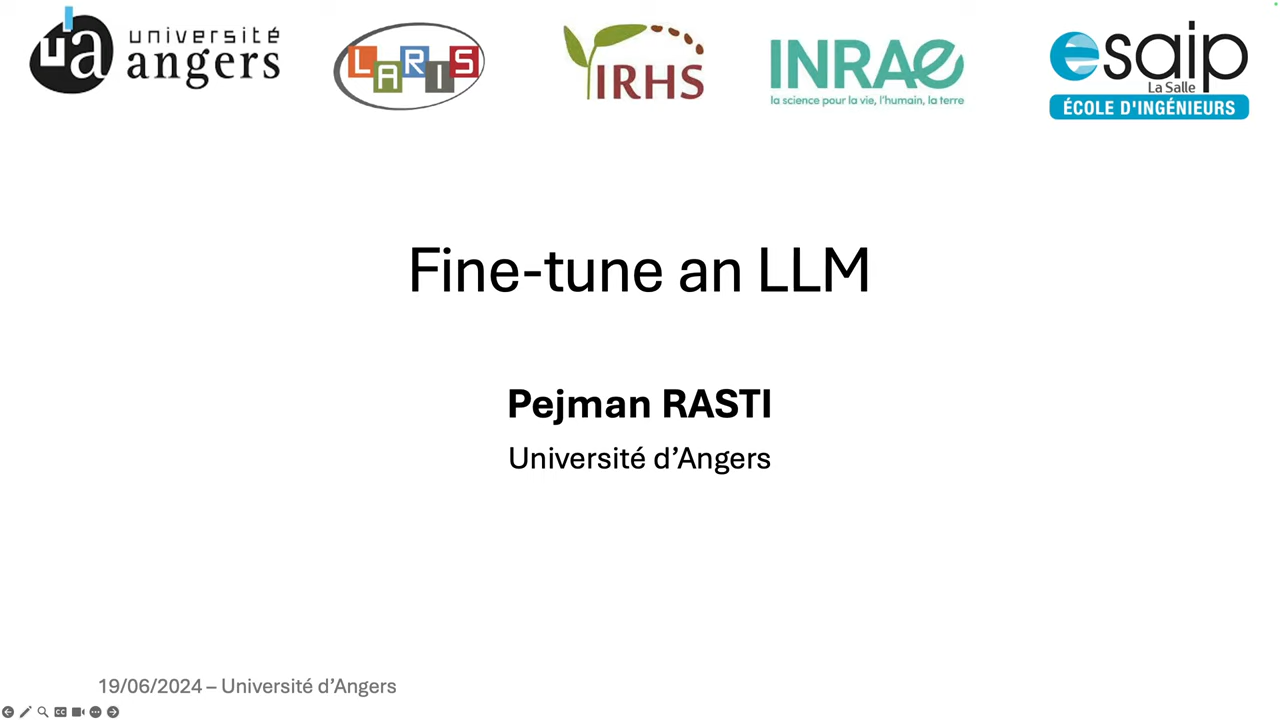 université
angers
LARIS
IRHS
INRAE
la science pour la vie, l'humain, la terre
esaip
La Salle
ÉCOLE D'INGÉNIEURS
Fine-tune an LLM
Pejman RASTI
Université d’Angers
19/06/2024 – Université d’Angers